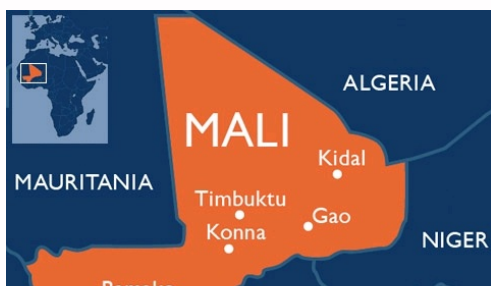 ALGERIA
MALI
Kidal
MAURITANIA
Timbuktu
Gao
Konna
NIGER